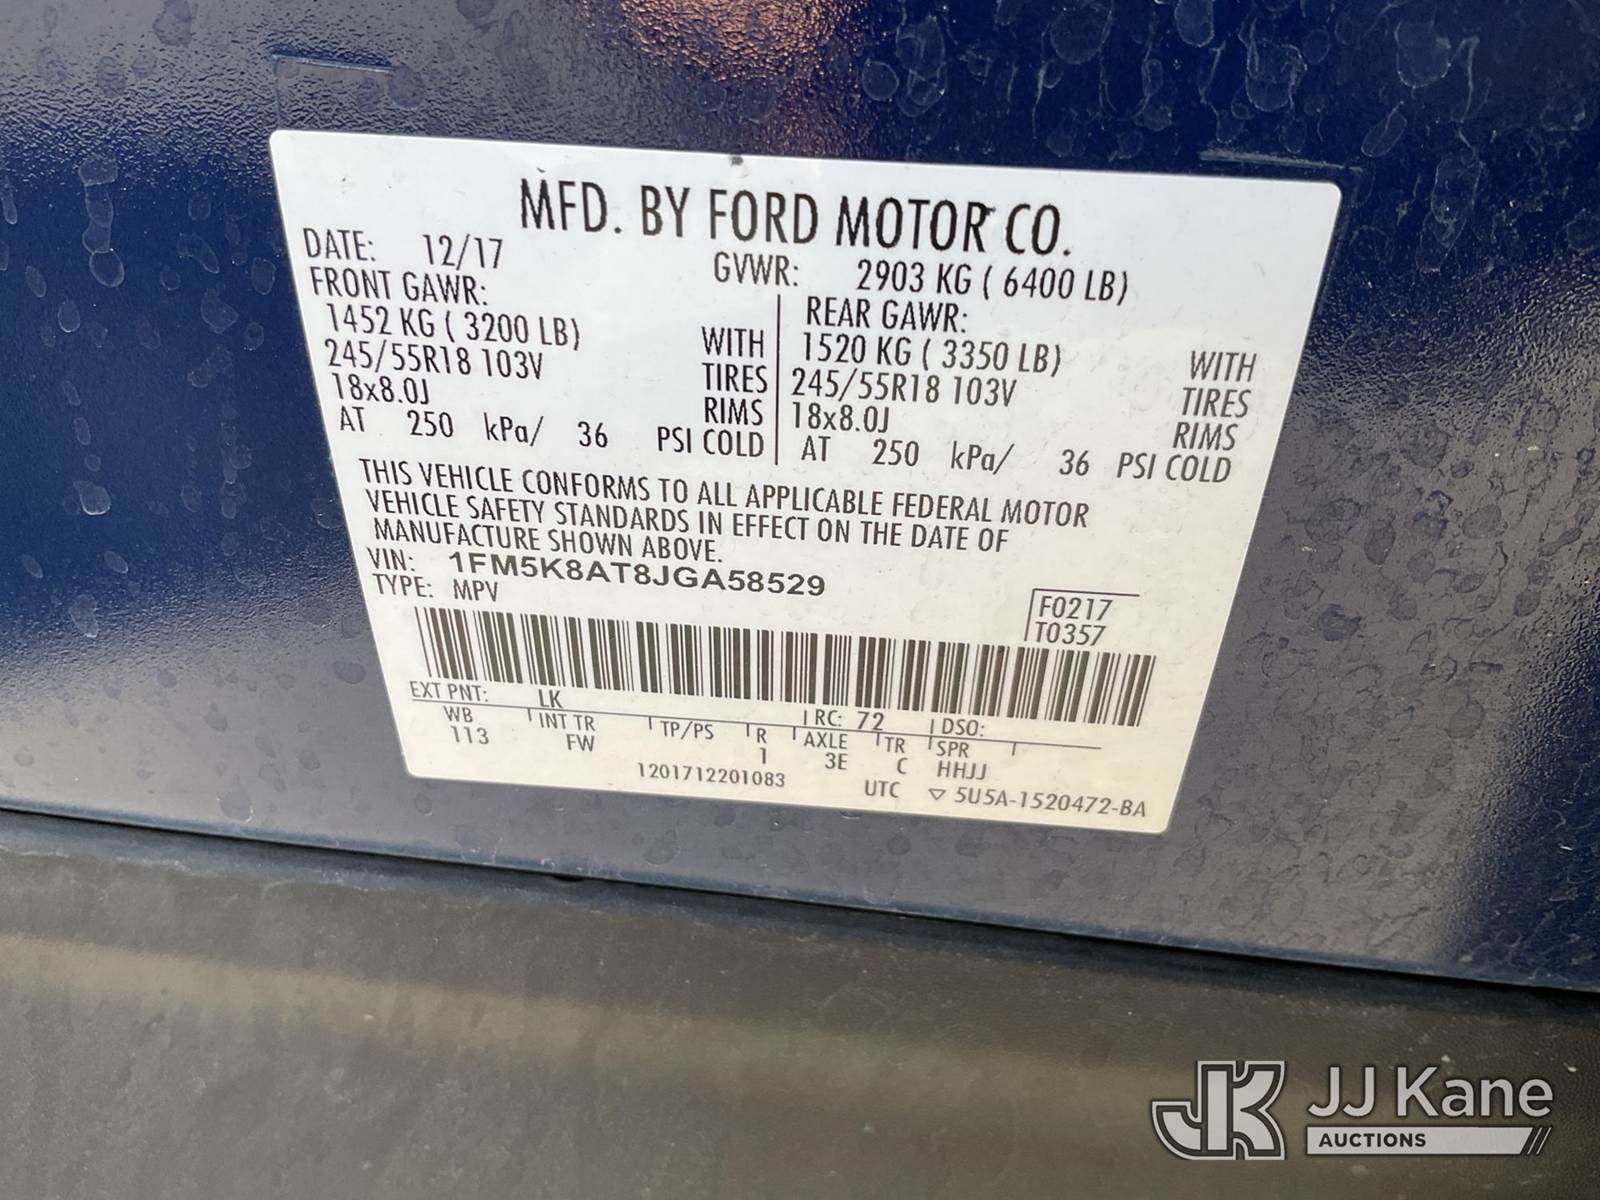 MFD. BY FORD MOTOR CO.
DATE: 12/17 GVWR: 2903 KG ( 6400 LB)
FRONT GAWR: REAR GAWR:
1452 KG ( 3200 LB) WITH 1520 KG ( 3350 LB) WITH
245/55R18 103V TIRES 245/55R18 103V TIRES
18x8.0J RIMS 18x8.0J RIMS
AT 250 kPa/ 36 PSI COLD AT 250 kPa/ 36 PSI COLD
THIS VEHICLE CONFORMS TO ALL APPLICABLE FEDERAL MOTOR
VEHICLE SAFETY STANDARDS IN EFFECT ON THE DATE OF
MANUFACTURE SHOWN ABOVE.
VIN: 1FM5K8AT8JGA58529
TYPE: MPV
F0217
T0357
EXT PNT: LK RC: 72 DSO:
WB INT TR TP/PS R AXLE TR SPR
113 FW 1 3E C HHJJ
1201712201083 UTC ▽ 5U5A-1520472-BA
JK JJ Kane
AUCTIONS